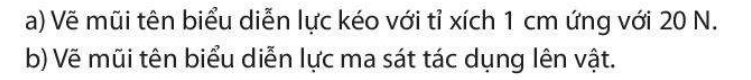 a) Vẽ mũi tên biểu diễn lực kéo với tỉ xích 1 cm ứng với 20 N.
b) Vẽ mũi tên biểu diễn lực ma sát tác dụng lên vật.